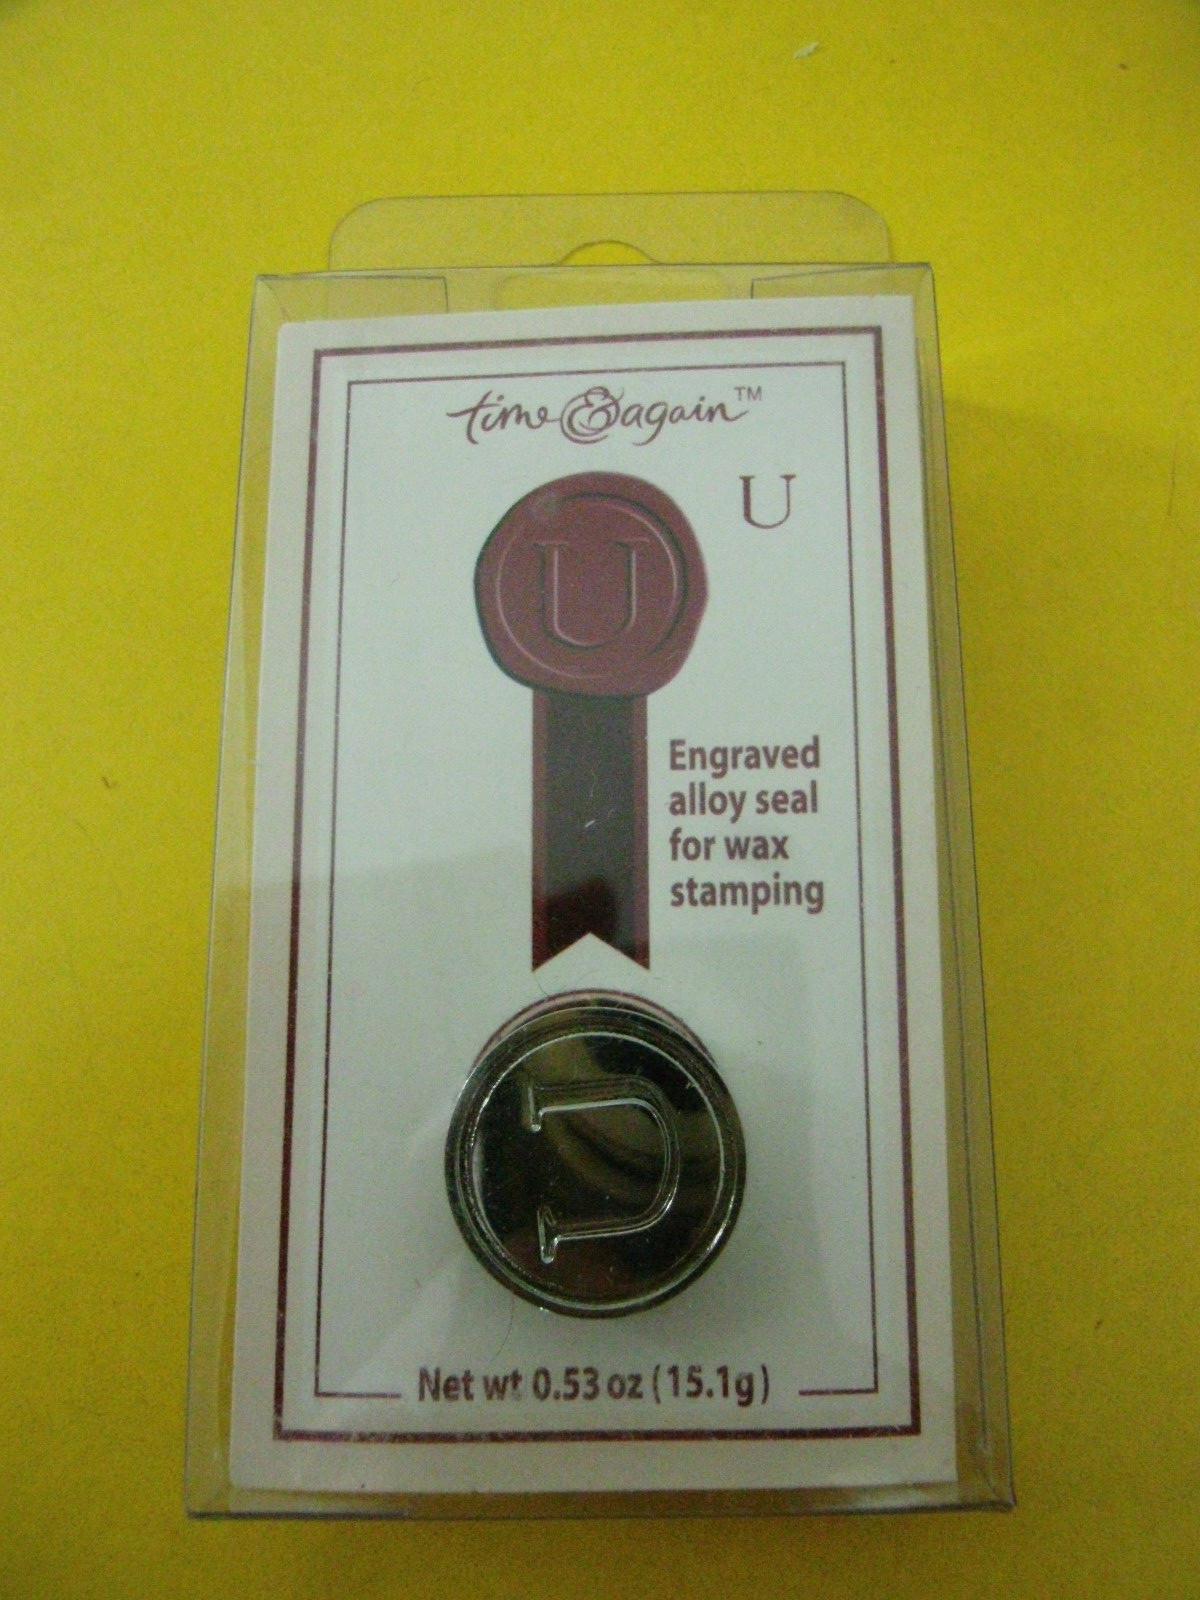 time & again™
U
U
Engraved
alloy seal
for wax
stamping
U
Net wt 0.53 oz (15.1g)